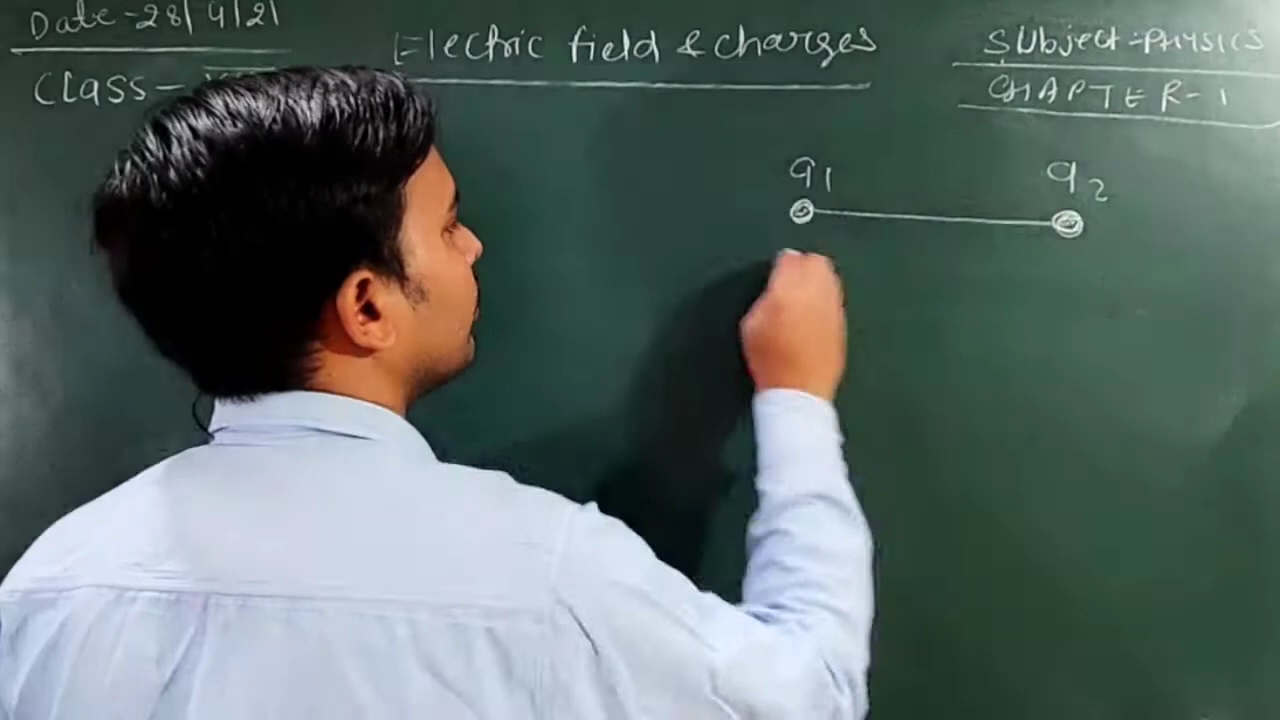 Date-28/4/21
Electric field & charges
Subject:-PHYSICS
Class-
CHAPTER-1
q1
q2